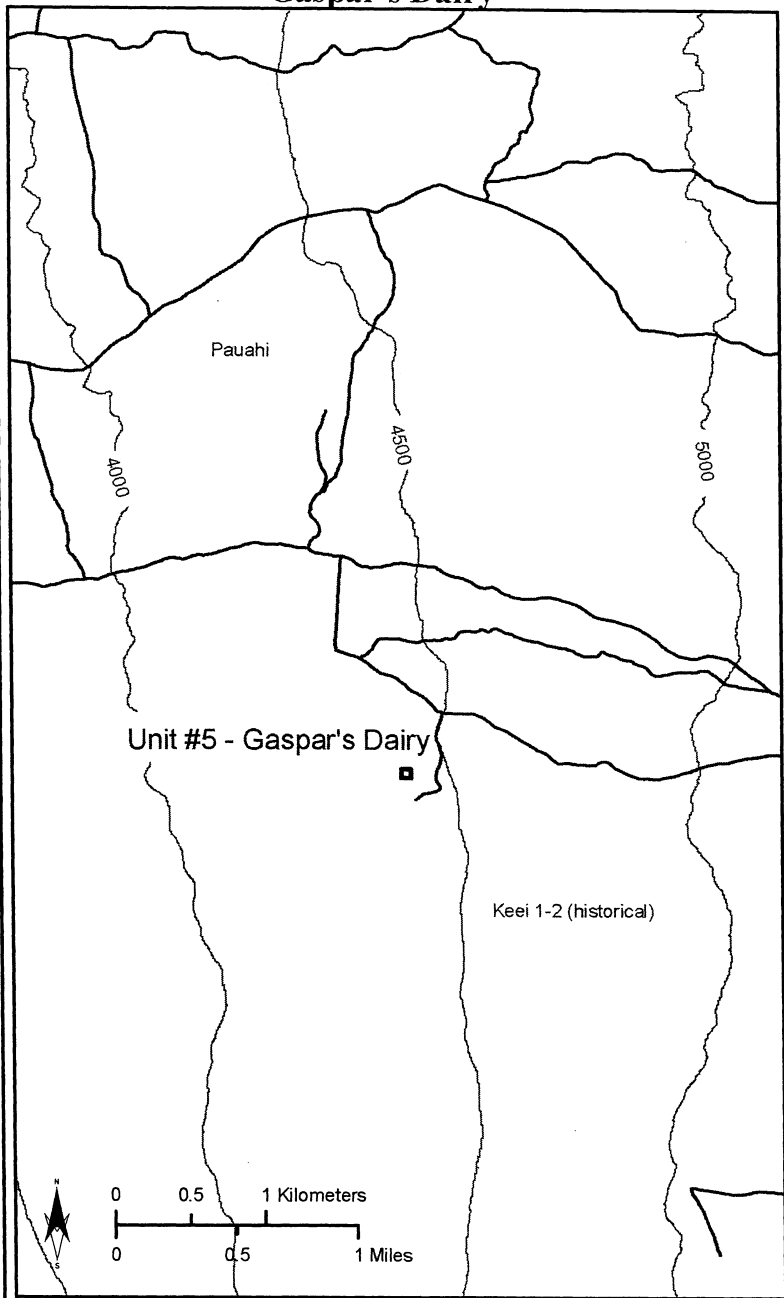 Gaspar's Dairy
Pauahi
4000
4500
5000
Unit #5 - Gaspar's Dairy
Keei 1-2 (historical)
N
S
0 0.5 1 Kilometers
0 0.5 1 Miles